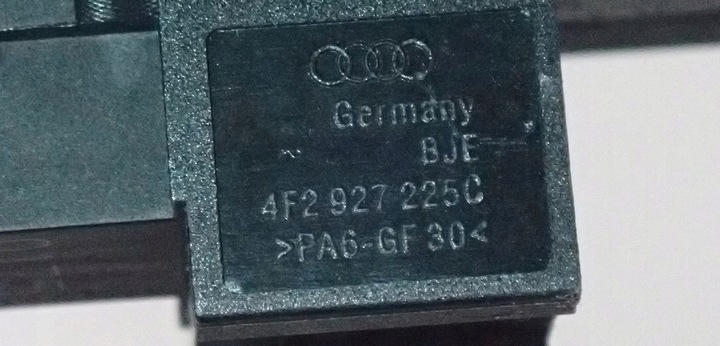 Germany
BJE
4F2 927 225C
>PA6-GF 30<